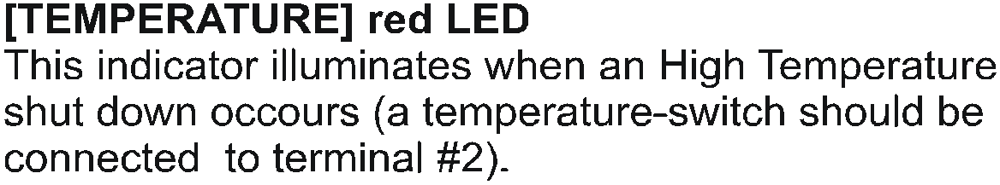 [TEMPERATURE] red LED
This indicator illuminates when an High Temperature
shut down occours (a temperature-switch should be
connected  to terminal #2).